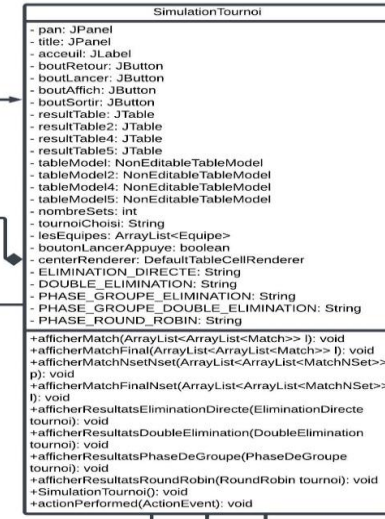 SimulationTournoi
- pan: JPanel
- title: JPanel
- acceuil: JLabel
- boutRetour: JButton
- boutLancer: JButton
- boutAffich: JButton
- boutSortir: JButton
- resultTable: JTable
- resultTable2: JTable
- resultTable4: JTable
- resultTable5: JTable
- tableModel: NonEditableTableModel
- tableModel2: NonEditableTableModel
- tableModel4: NonEditableTableModel
- tableModel5: NonEditableTableModel
- nombreSets: int
- tournoiChoisi: String
- lesEquipes: ArrayList<Equipe>
- boutonLancerAppuye: boolean
- centerRenderer: DefaultTableCellRenderer
- ELIMINATION_DIRECTE: String
- DOUBLE_ELIMINATION: String
- PHASE_GROUPE_ELIMINATION: String
- PHASE_GROUPE_DOUBLE_ELIMINATION: String
- PHASE_ROUND_ROBIN: String
+afficherMatch(ArrayList<ArrayList<Match>> l): void
+afficherMatchFinal(ArrayList<ArrayList<Match>> l): void
+afficherMatchNsetNset(ArrayList<ArrayList<MatchNSet>>
p): void
+afficherMatchFinalNset(ArrayList<ArrayList<MatchNSet>>
l): void
+afficherResultatsEliminationDirecte(EliminationDirecte
tournoi): void
+afficherResultatsDoubleElimination(DoubleElimination
tournoi): void
+afficherResultatsPhaseDeGroupe(PhaseDeGroupe
tournoi): void
+afficherResultatsRoundRobin(RoundRobin tournoi): void
+SimulationTournoi(): void
+actionPerformed(ActionEvent): void